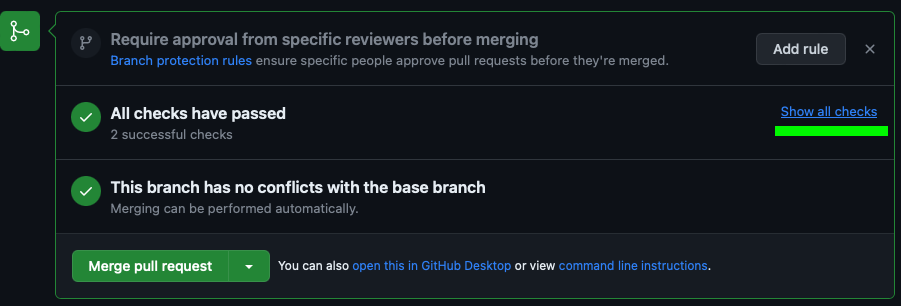 Require approval from specific reviewers before merging
Branch protection rules ensure specific people approve pull requests before they're merged.
Add rule
All checks have passed
2 successful checks
Show all checks
This branch has no conflicts with the base branch
Merging can be performed automatically.
Merge pull request
You can also open this in GitHub Desktop or view command line instructions.